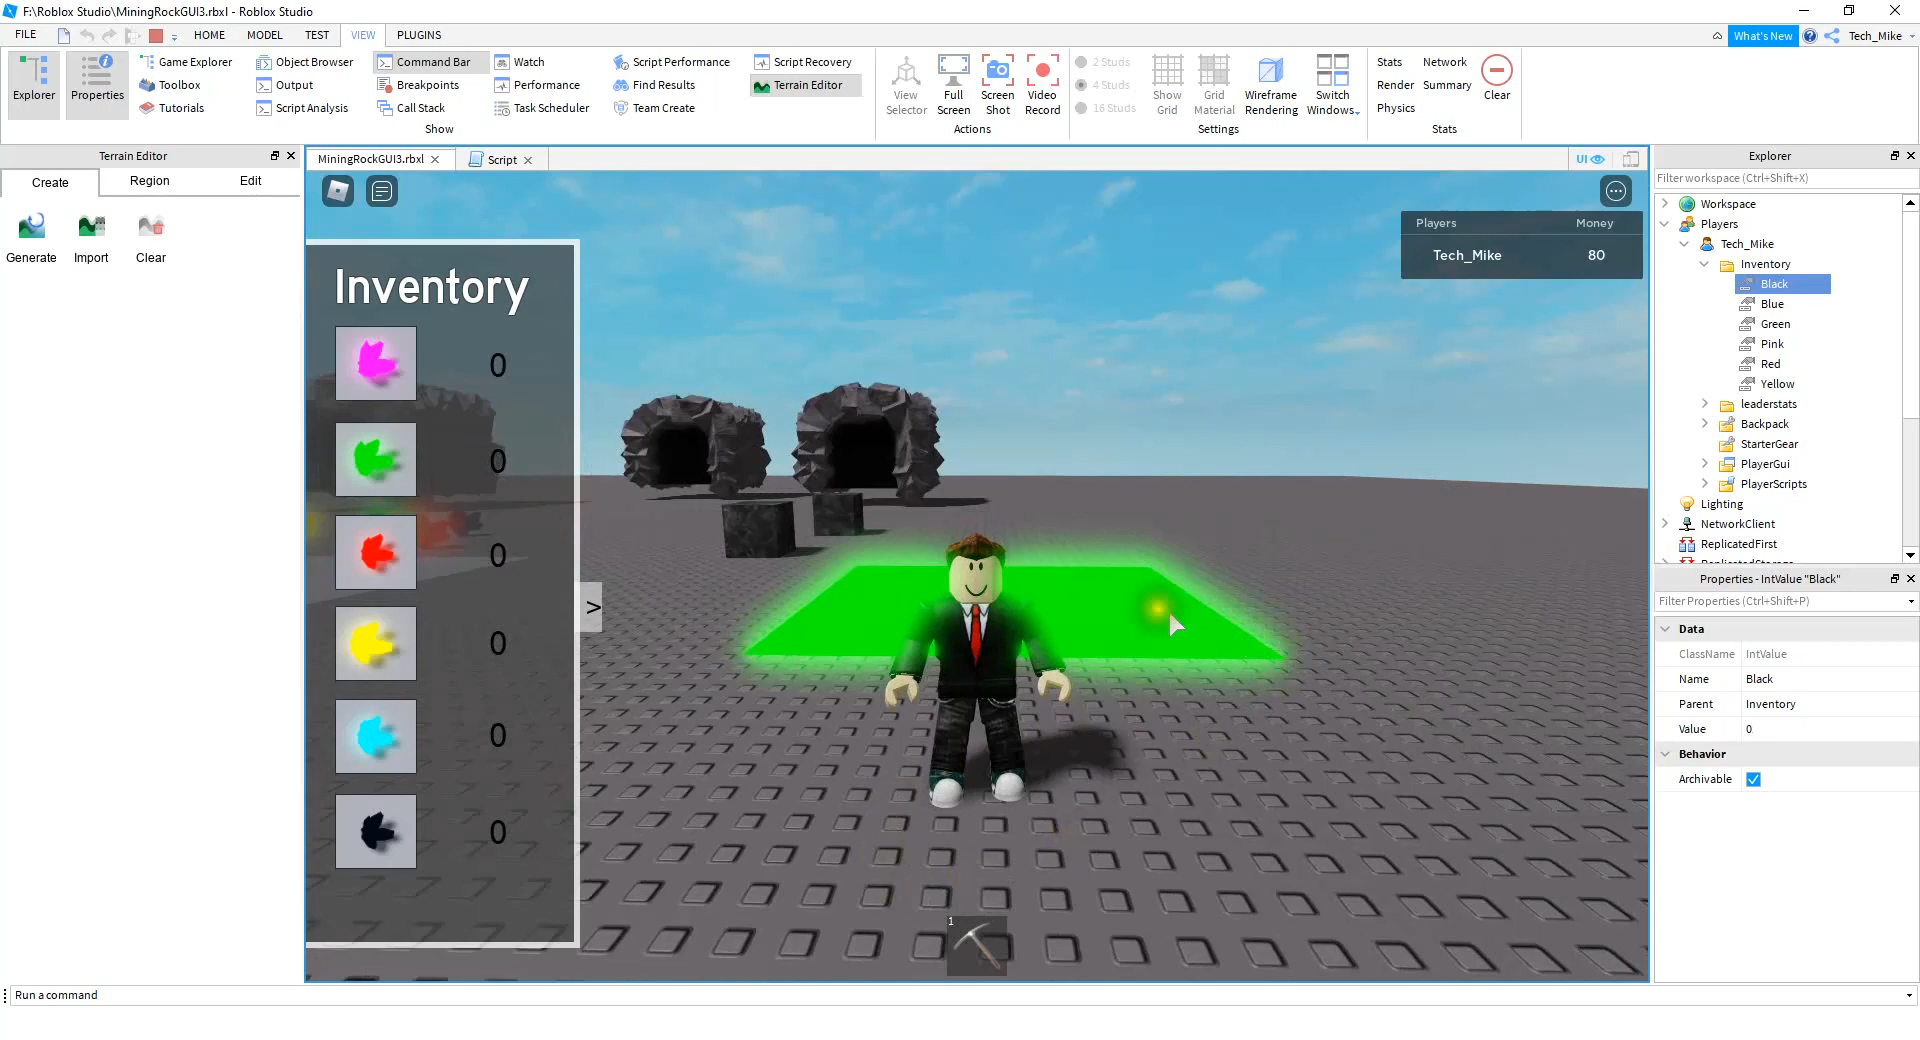 F:\Roblox Studio\MiningRockGUI3.rbxl - Roblox Studio
FILE HOME MODEL TEST VIEW PLUGINS What's New Tech_Mike
Explorer
Properties
Game Explorer
Toolbox
Tutorials
Object Browser
Output
Script Analysis
Command Bar
Breakpoints
Call Stack
Watch
Performance
Task Scheduler
Script Performance
Find Results
Team Create
Script Recovery
Terrain Editor
Show
View
Selector
Full
Screen
Screen
Shot
Video
Record
Actions
2 Studs
4 Studs
16 Studs
Show
Grid
Grid
Material
Wireframe
Rendering
Switch
Windows
Settings
Stats Network
Render Summary
Physics
Clear
Stats
Terrain Editor
Create Region Edit
Generate Import Clear
MiningRockGUI3.rbxl Script UI
Players Money
Tech_Mike 80
Inventory
0
0
0
0
0
0
>
1
Explorer
Filter workspace (Ctrl+Shift+X)
Workspace
Players
Tech_Mike
Inventory
Black
Blue
Green
Pink
Red
Yellow
leaderstats
Backpack
StarterGear
PlayerGui
PlayerScripts
Lighting
NetworkClient
ReplicatedFirst
Properties - IntValue "Black"
Filter Properties (Ctrl+Shift+P)
Data
ClassName IntValue
Name Black
Parent Inventory
Value 0
Behavior
Archivable
Run a command